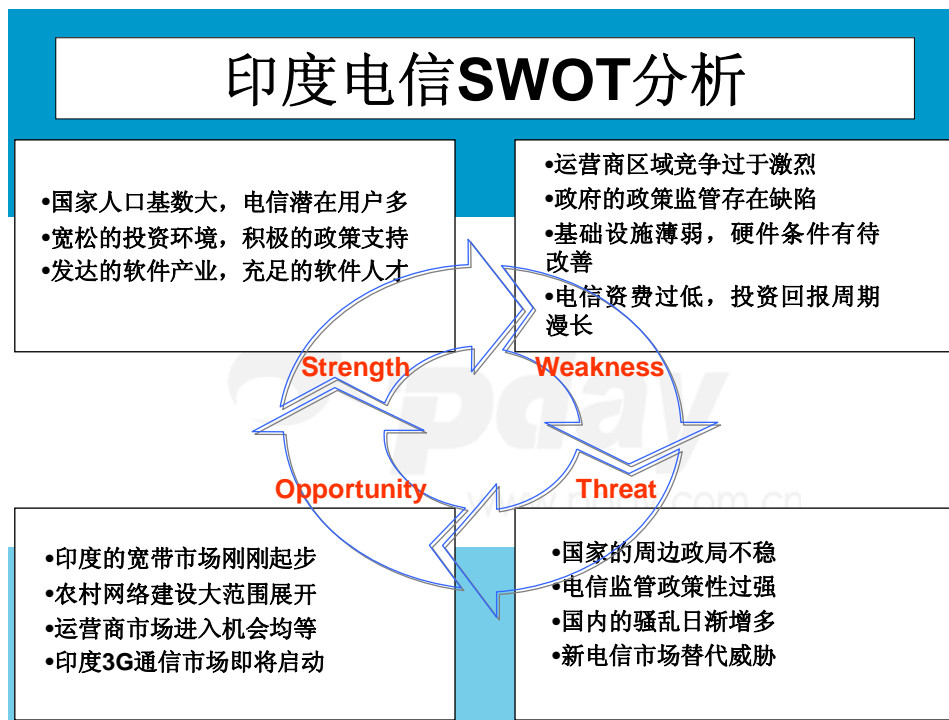 印度电信SWOT分析
•国家人口基数大，电信潜在用户多
•宽松的投资环境，积极的政策支持
•发达的软件产业，充足的软件人才
•运营商区域竞争过于激烈
•政府的政策监管存在缺陷
•基础设施薄弱，硬件条件有待
改善
•电信资费过低，投资回报周期
漫长
Strength
Weakness
Opportunity
Threat
•印度的宽带市场刚刚起步
•农村网络建设大范围展开
•运营商市场进入机会均等
•印度3G通信市场即将启动
•国家的周边政局不稳
•电信监管政策性过强
•国内的骚乱日渐增多
•新电信市场替代威胁